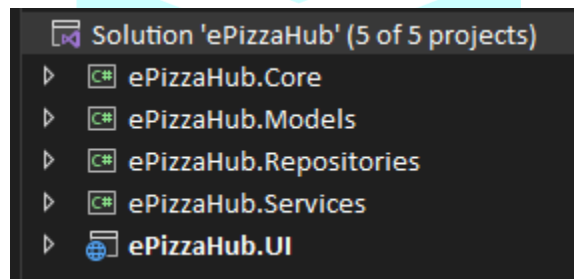 Solution 'ePizzaHub' (5 of 5 projects)
C# ePizzaHub.Core
C# ePizzaHub.Models
C# ePizzaHub.Repositories
C# ePizzaHub.Services
ePizzaHub.UI